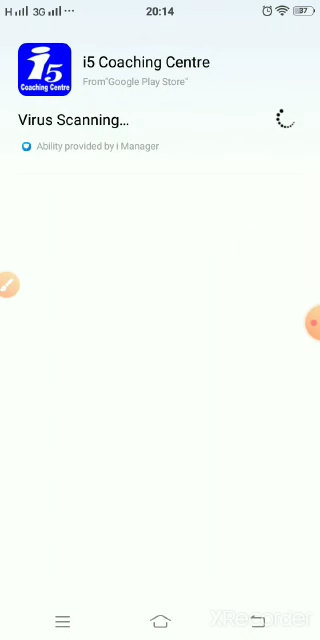 H 3G ... 20:14 37
i5
Coaching Centre
i5 Coaching Centre
From"Google Play Store"
Virus Scanning...
Ability provided by i Manager
XRecorder